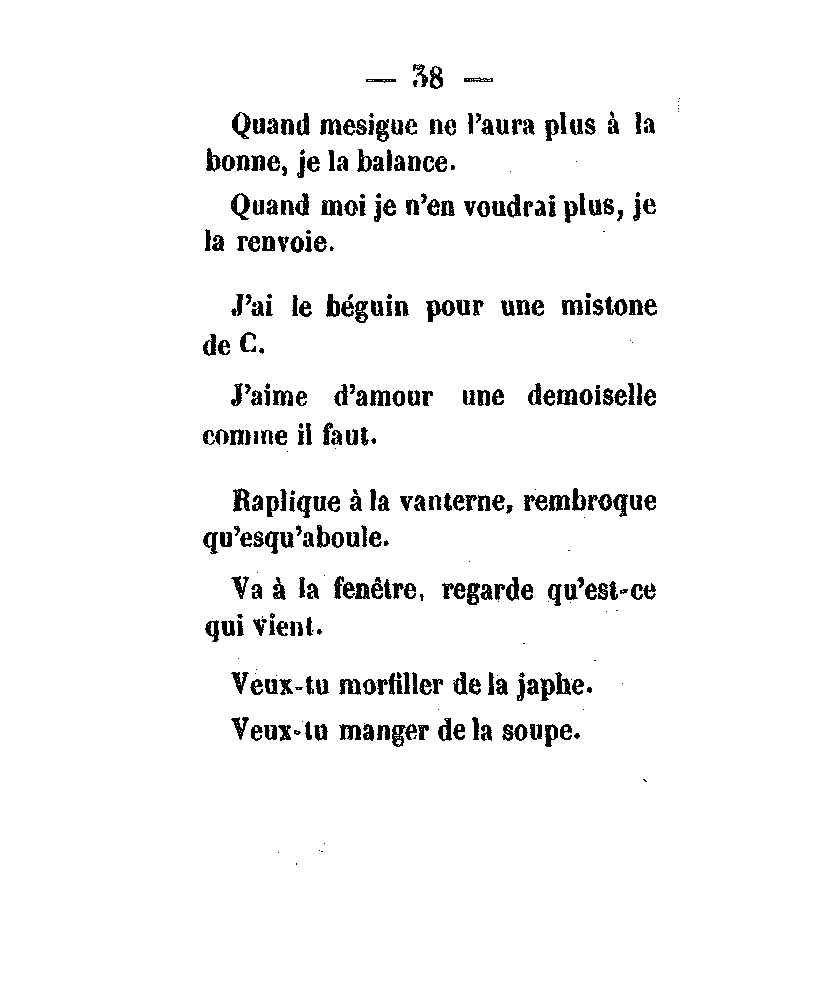 — 38 —
Quand mesigue ne l'aura plus à la
bonne, je la balance.
Quand moi je n'en voudrai plus, je
la renvoie.
J'ai le béguin pour une mistone
de C.
J'aime d'amour une demoiselle
comme il faut.
Raplique à la vanterne, rembroque
qu'esqu'aboule.
Va à la fenêtre, regarde qu'est-ce
qui vient.
Veux-tu morfiller de la japhe.
Veux-tu manger de la soupe.